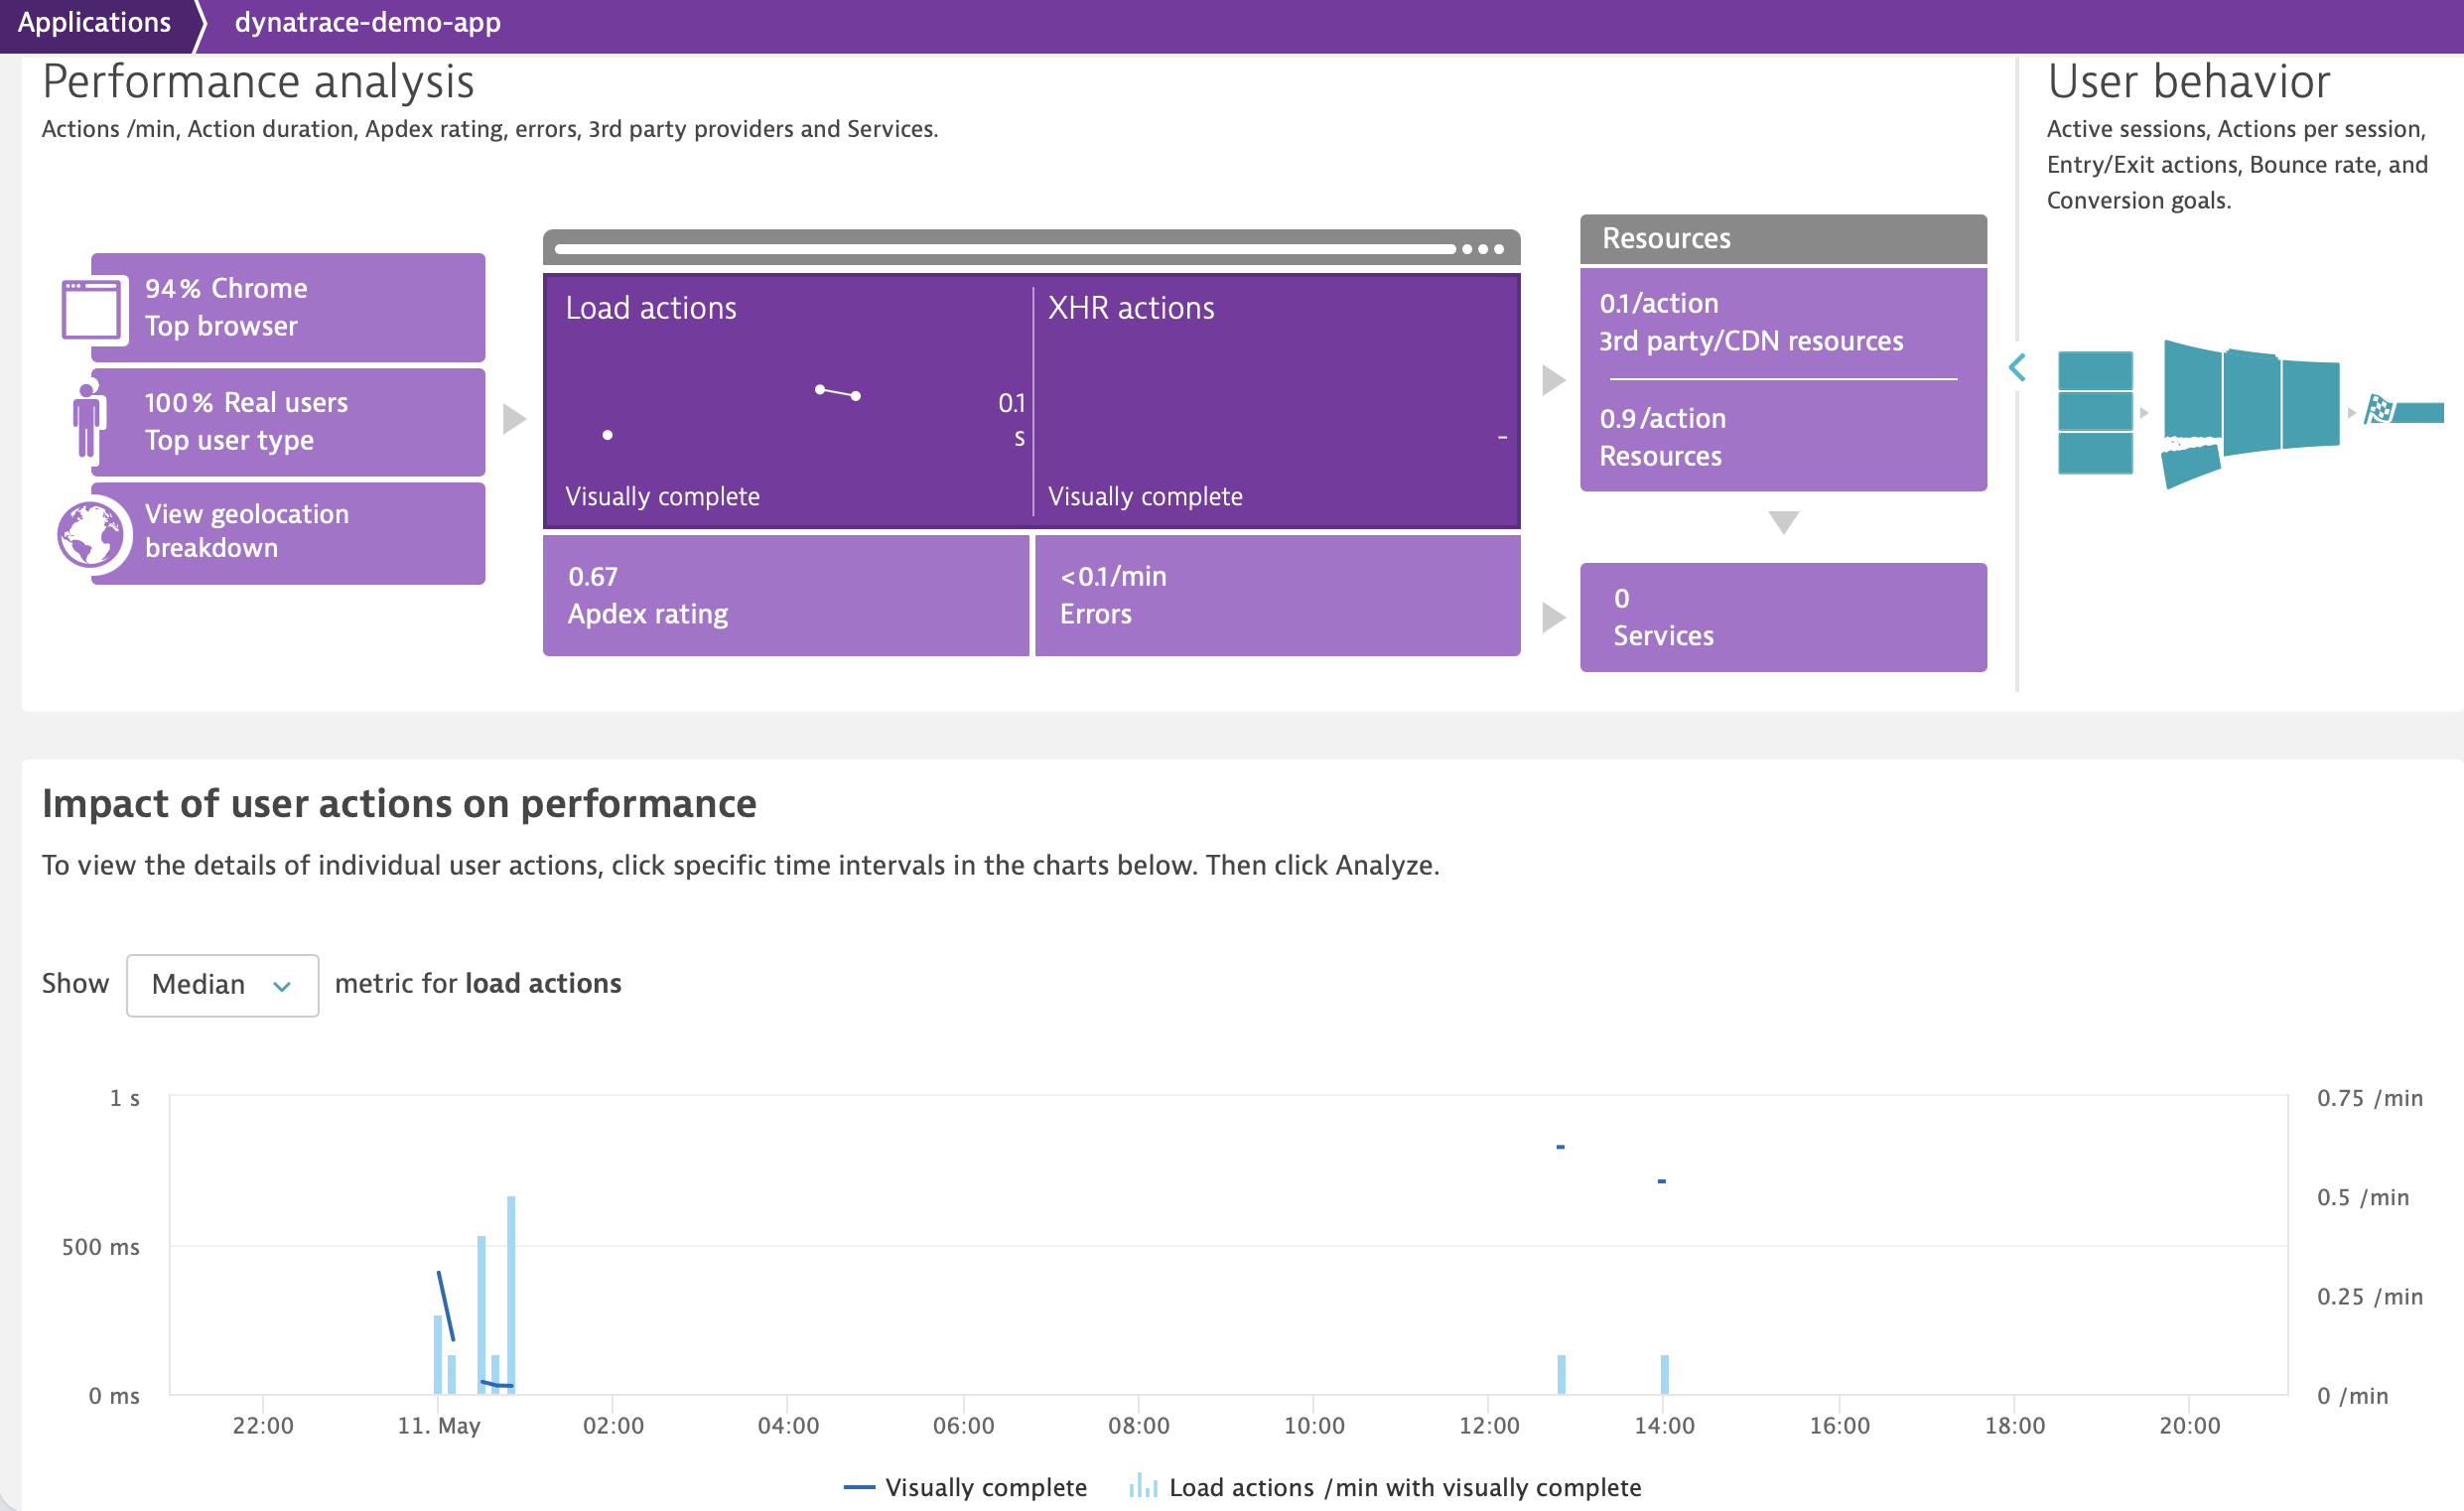 Applications
dynatrace-demo-app
Performance analysis
Actions /min, Action duration, Apdex rating, errors, 3rd party providers and Services.
94% Chrome
Top browser
100% Real users
Top user type
View geolocation
breakdown
Load actions
0.1
s
Visually complete
XHR actions
-
Visually complete
0.67
Apdex rating
<0.1/min
Errors
Resources
0.1/action
3rd party/CDN resources
0.9/action
Resources
0
Services
User behavior
Active sessions, Actions per session,
Entry/Exit actions, Bounce rate, and
Conversion goals.
Impact of user actions on performance
To view the details of individual user actions, click specific time intervals in the charts below. Then click Analyze.
Show Median metric for load actions
1 s
500 ms
0 ms
0.75 /min
0.5 /min
0.25 /min
0 /min
22:00 11. May 02:00 04:00 06:00 08:00 10:00 12:00 14:00 16:00 18:00 20:00
Visually complete Load actions /min with visually complete